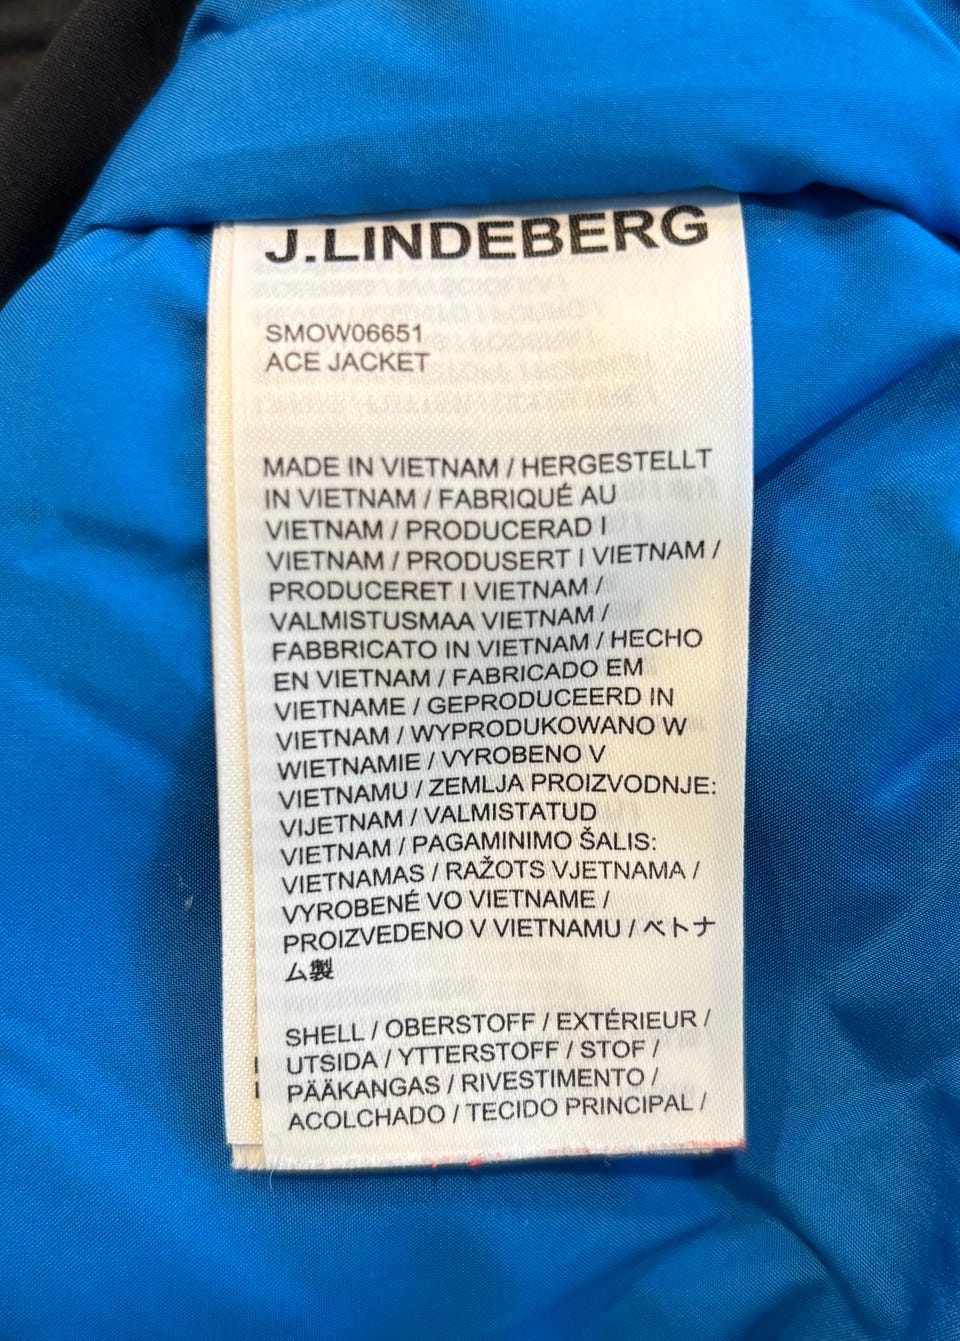 J.LINDEBERG
SMOW06651
ACE JACKET
MADE IN VIETNAM / HERGESTELLT
IN VIETNAM / FABRIQUÉ AU
VIETNAM / PRODUCERAD I
VIETNAM / PRODUSERT I VIETNAM /
PRODUCERET I VIETNAM /
VALMISTUSMAA VIETNAM /
FABBRICATO IN VIETNAM / HECHO
EN VIETNAM / FABRICADO EM
VIETNAME / GEPRODUCEERD IN
VIETNAM / WYPRODUKOWANO W
WIETNAMIE / VYROBENO V
VIETNAMU / ZEMLJA PROIZVODNJE:
VIJETNAM / VALMISTATUD
VIETNAM / PAGAMINIMO ŠALIS:
VIETNAMAS / RAŽOTS VJETNAMA /
VYROBENÉ VO VIETNAME /
PROIZVEDENO V VIETNAMU / ベトナ
ム製
SHELL / OBERSTOFF / EXTÉRIEUR /
UTSIDA / YTTERSTOFF / STOF /
PÄÄKANGAS / RIVESTIMENTO /
ACOLCHADO / TECIDO PRINCIPAL /